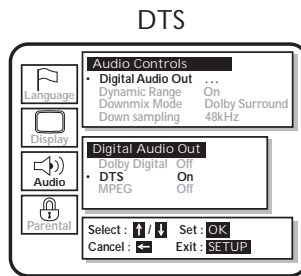 DTS
Language
Display
Audio
Parental
Audio Controls
• Digital Audio Out ...
Dynamic Range On
Downmix Mode Dolby Surround
Down sampling 48kHz
Digital Audio Out
Dolby Digital Off
• DTS On
MPEG Off
Select : ↑ / ↓ Set : OK
Cancel : ← Exit : SETUP